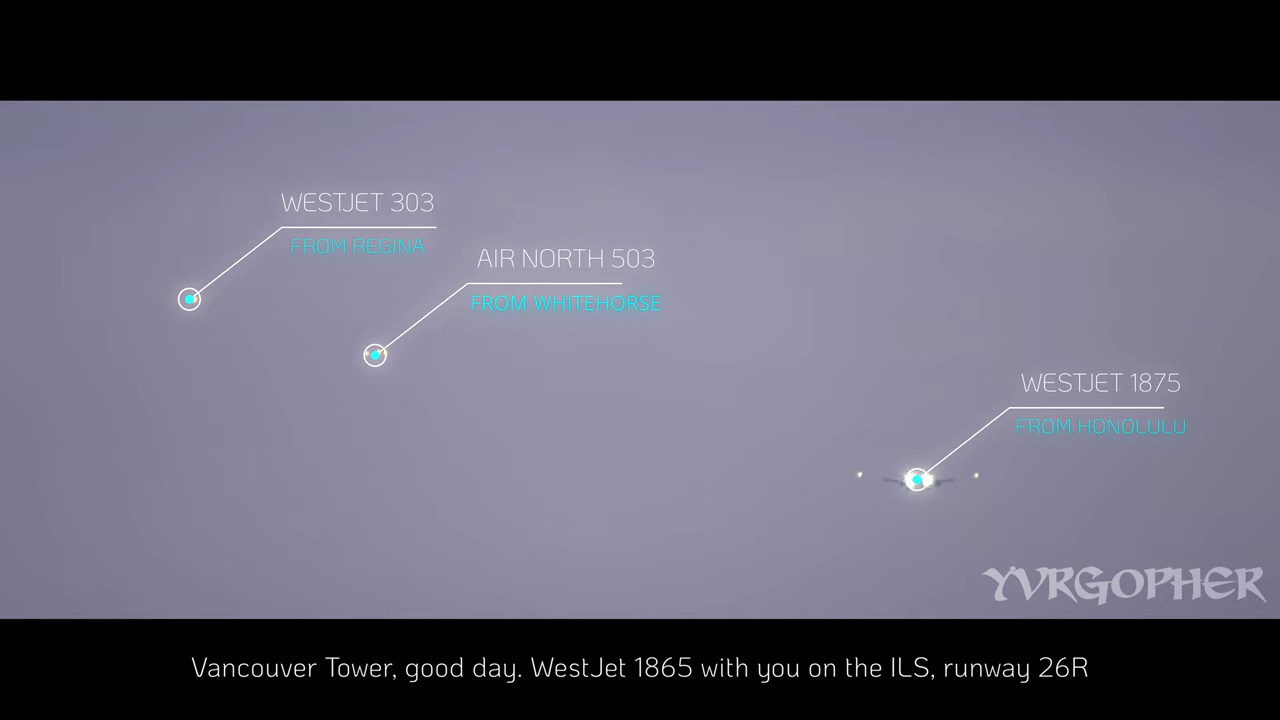 WESTJET 303
FROM REGINA
AIR NORTH 503
FROM WHITEHORSE
WESTJET 1875
FROM HONOLULU
YVRGOPHER
Vancouver Tower, good day. WestJet 1865 with you on the ILS, runway 26R